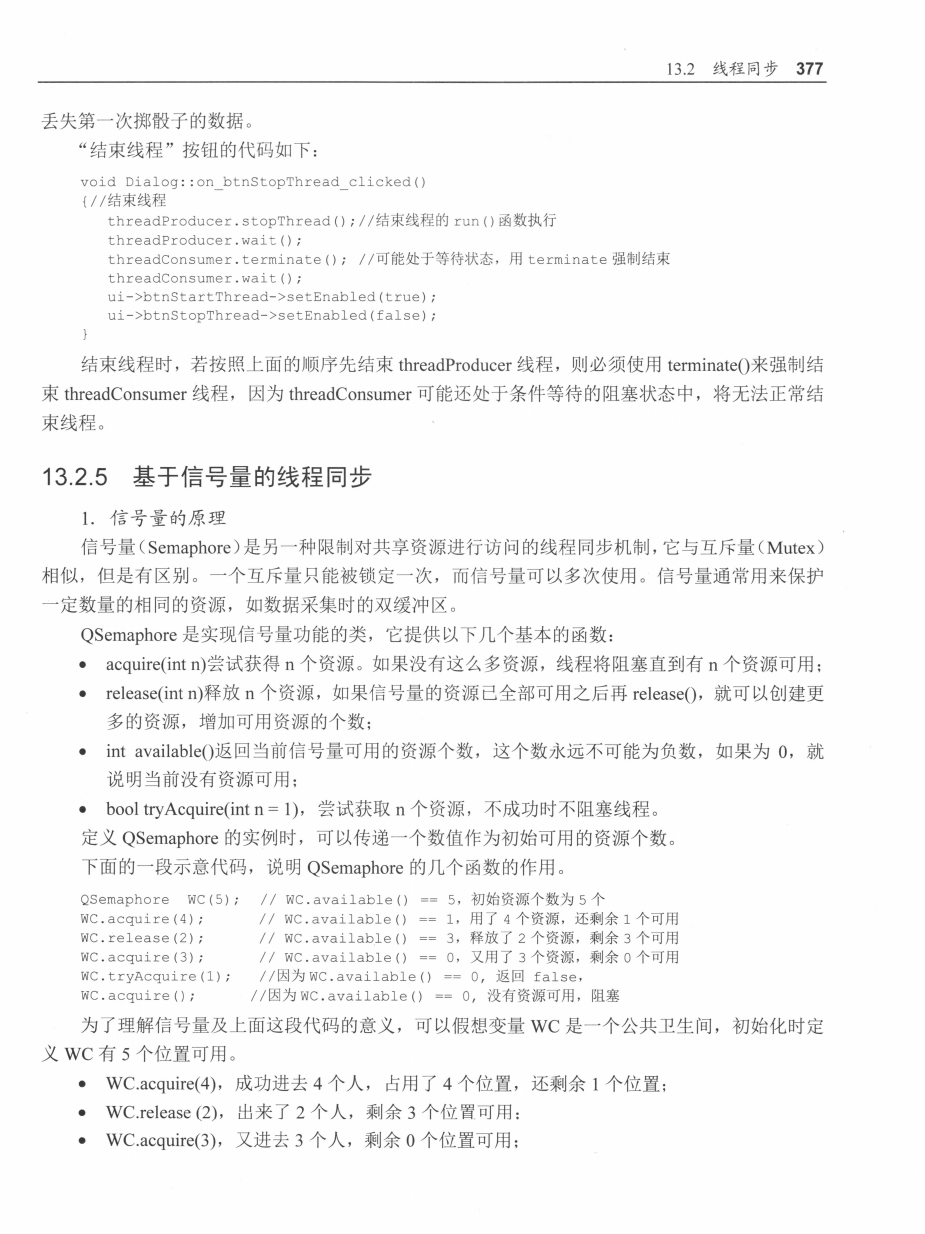 13.2 线程同步 377
丢失第一次掷骰子的数据。
“结束线程”按钮的代码如下：
void Dialog::on_btnStopThread_clicked()
{//结束线程
threadProducer.stopThread();//结束线程的 run()函数执行
threadProducer.wait();
threadConsumer.terminate(); //可能处于等待状态，用 terminate 强制结束
threadConsumer.wait();
ui->btnStartThread->setEnabled(true);
ui->btnStopThread->setEnabled(false);
}
结束线程时，若按照上面的顺序先结束 threadProducer 线程，则必须使用 terminate()来强制结
束 threadConsumer 线程，因为 threadConsumer 可能还处于条件等待的阻塞状态中，将无法正常结
束线程。
13.2.5 基于信号量的线程同步
1．信号量的原理
信号量（Semaphore）是另一种限制对共享资源进行访问的线程同步机制，它与互斥量（Mutex）
相似，但是有区别。一个互斥量只能被锁定一次，而信号量可以多次使用。信号量通常用来保护
一定数量的相同的资源，如数据采集时的双缓冲区。
QSemaphore 是实现信号量功能的类，它提供以下几个基本的函数：
● acquire(int n)尝试获得 n 个资源。如果没有这么多资源，线程将阻塞直到有 n 个资源可用；
● release(int n)释放 n 个资源，如果信号量的资源已全部可用之后再 release()，就可以创建更
多的资源，增加可用资源的个数；
● int available()返回当前信号量可用的资源个数，这个数永远不可能为负数，如果为 0，就
说明当前没有资源可用；
● bool tryAcquire(int n = 1)，尝试获取 n 个资源，不成功时不阻塞线程。
定义 QSemaphore 的实例时，可以传递一个数值作为初始可用的资源个数。
下面的一段示意代码，说明 QSemaphore 的几个函数的作用。
QSemaphore WC(5); // WC.available() == 5，初始资源个数为 5 个
WC.acquire(4); // WC.available() == 1，用了 4 个资源，还剩余 1 个可用
WC.release(2); // WC.available() == 3，释放了 2 个资源，剩余 3 个可用
WC.acquire(3); // WC.available() == 0，又用了 3 个资源，剩余 0 个可用
WC.tryAcquire(1); //因为 WC.available() == 0, 返回 false,
WC.acquire(); //因为 WC.available() == 0, 没有资源可用，阻塞
为了理解信号量及上面这段代码的意义，可以假想变量 WC 是一个公共卫生间，初始化时定
义 WC 有 5 个位置可用。
● WC.acquire(4)，成功进去 4 个人，占用了 4 个位置，还剩余 1 个位置；
● WC.release (2)，出来了 2 个人，剩余 3 个位置可用；
● WC.acquire(3)，又进去 3 个人，剩余 0 个位置可用；